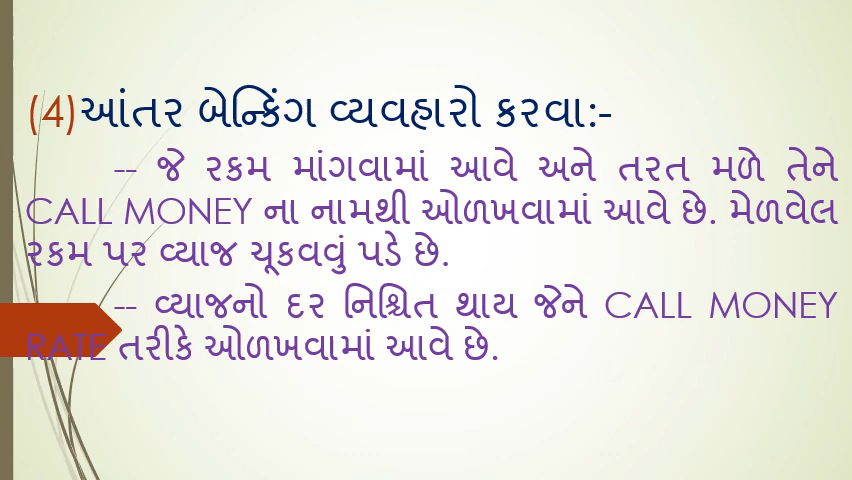 (4)આંતર બેન્કિંગ વ્યવહારો કરવા:-
-- જે રકમ માંગવામાં આવે અને તરત મળે તેને
CALL MONEY ના નામથી ઓળખવામાં આવે છે. મેળવેલ
રકમ પર વ્યાજ ચૂકવવું પડે છે.
-- વ્યાજનો દર નિશ્ચિત થાય જેને CALL MONEY
RATE તરીકે ઓળખવામાં આવે છે.